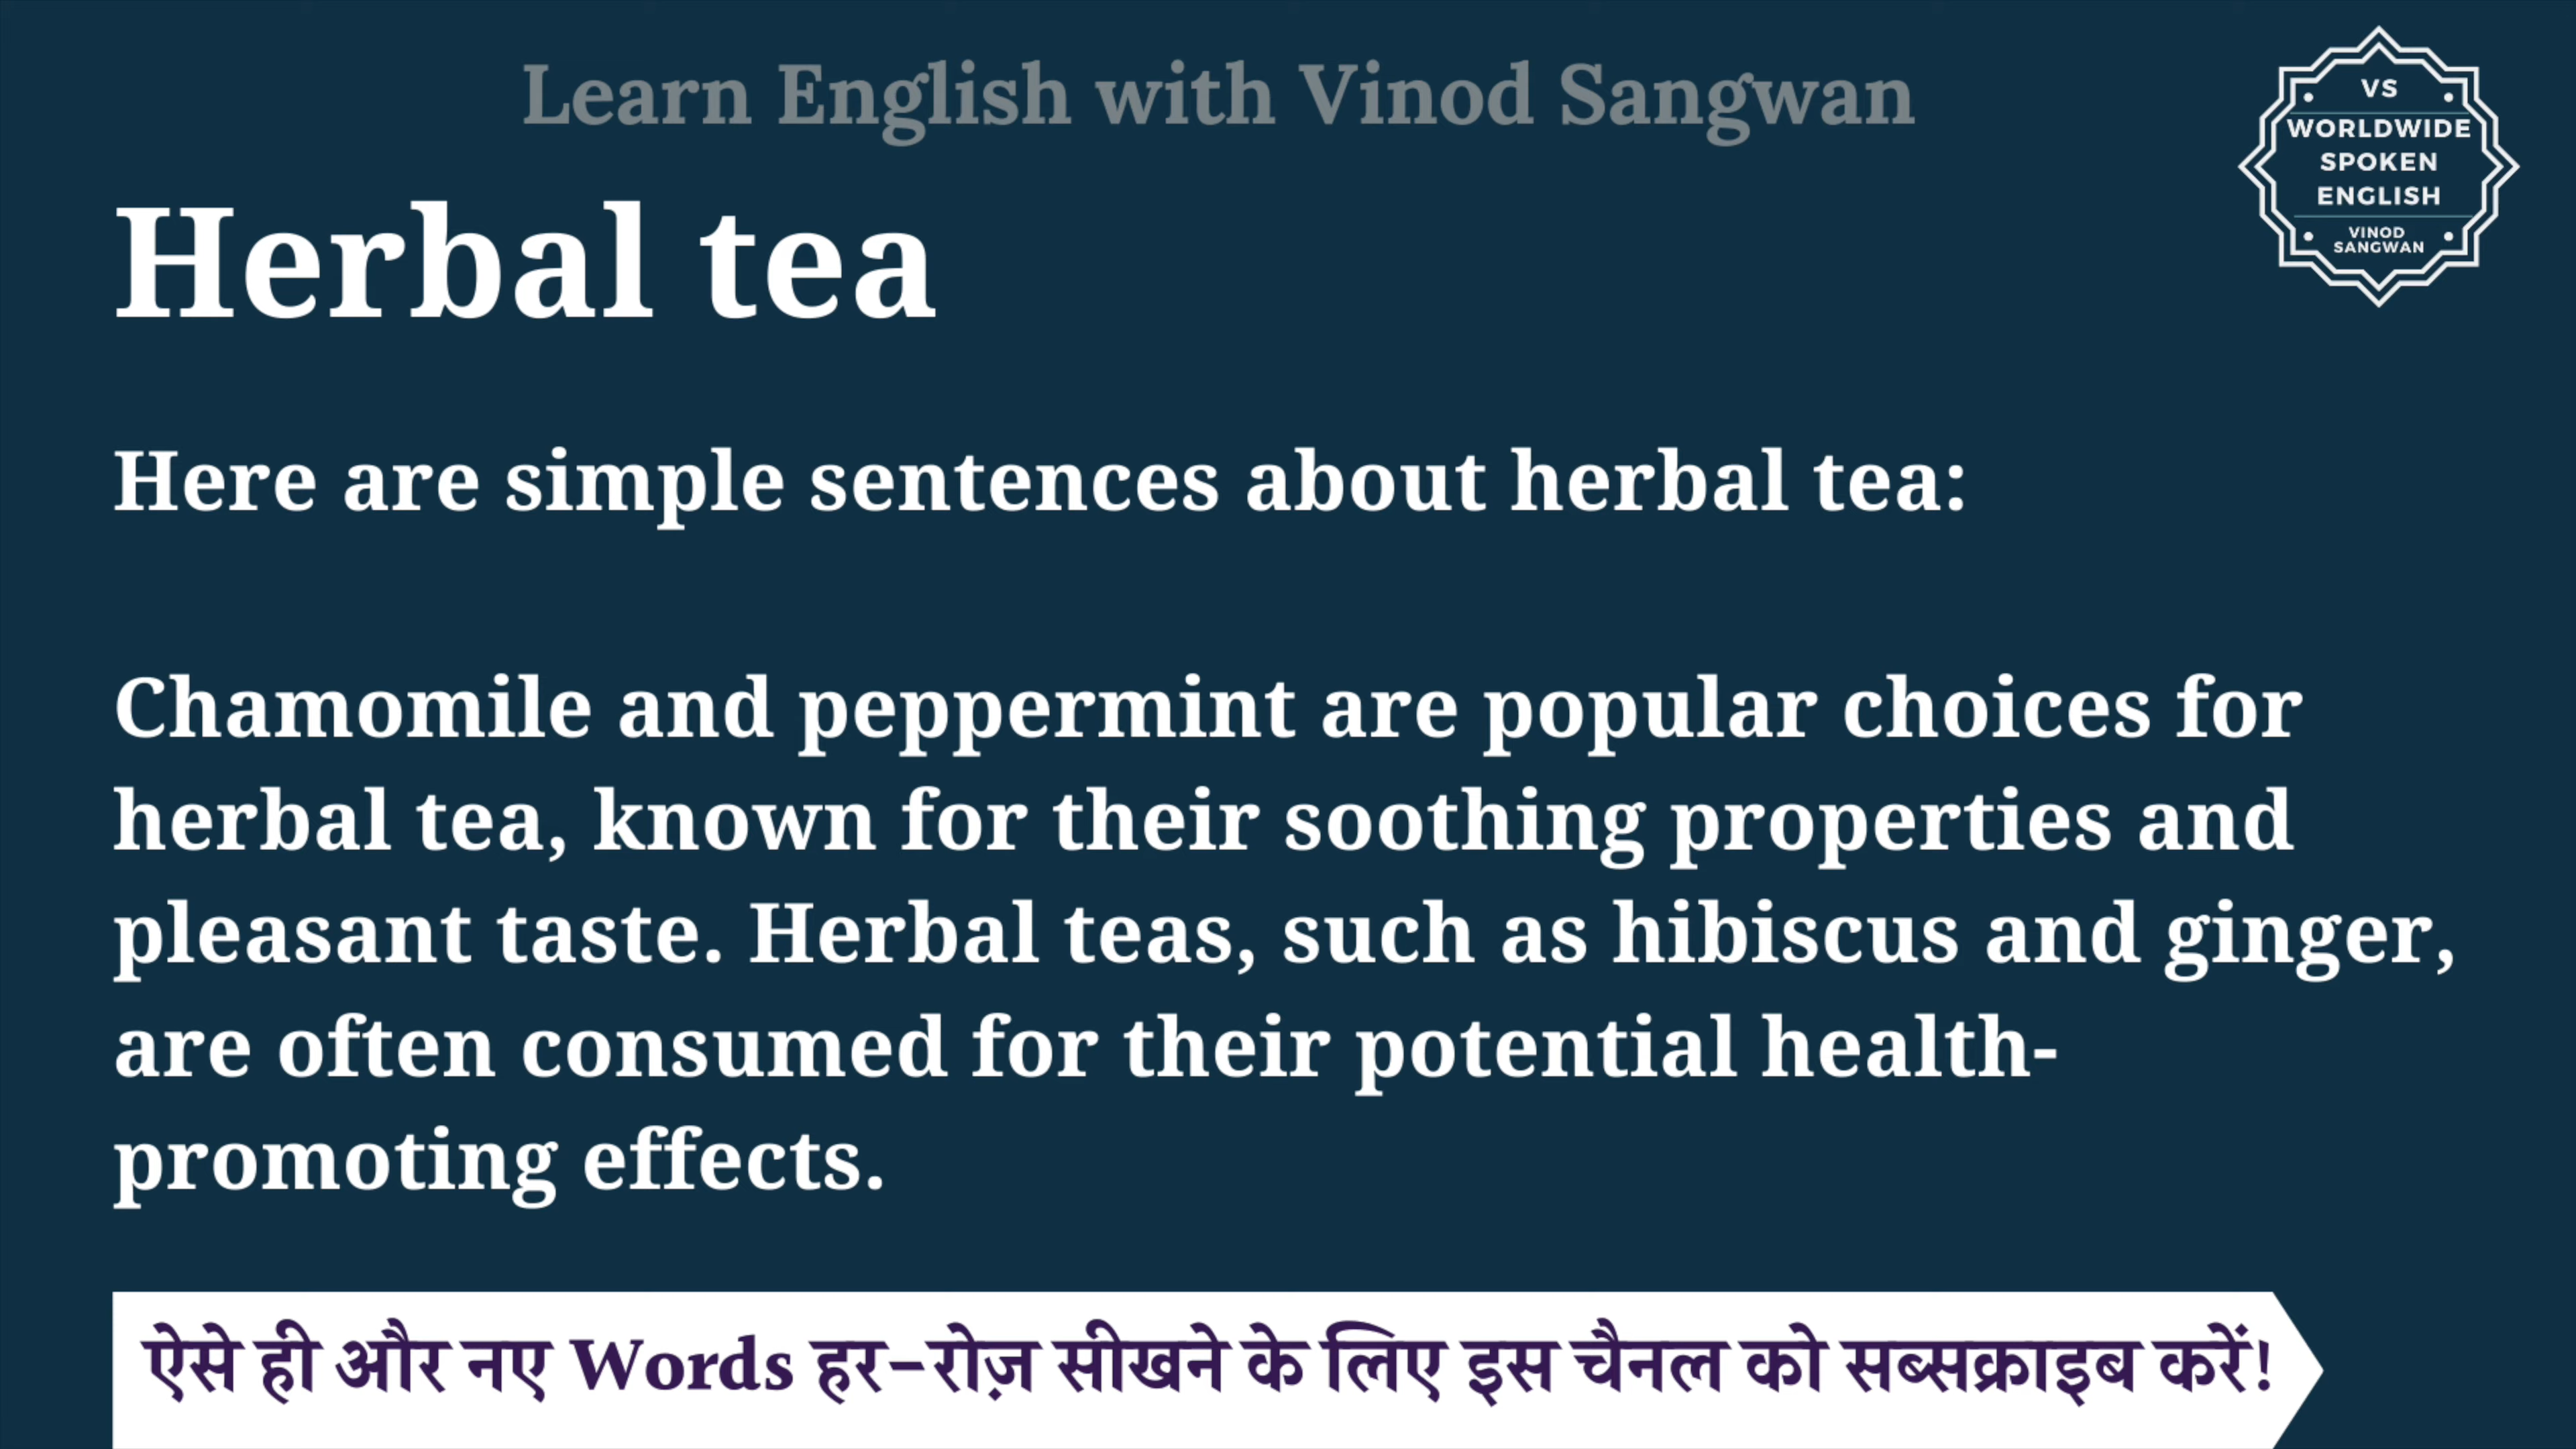 Learn English with Vinod Sangwan
VS
WORLDWIDE
SPOKEN
ENGLISH
VINOD
SANGWAN
Herbal tea
Here are simple sentences about herbal tea:
Chamomile and peppermint are popular choices for
herbal tea, known for their soothing properties and
pleasant taste. Herbal teas, such as hibiscus and ginger,
are often consumed for their potential health-
promoting effects.
ऐसे ही और नए Words हर-रोज़ सीखने के लिए इस चैनल को सब्सक्राइब करें!